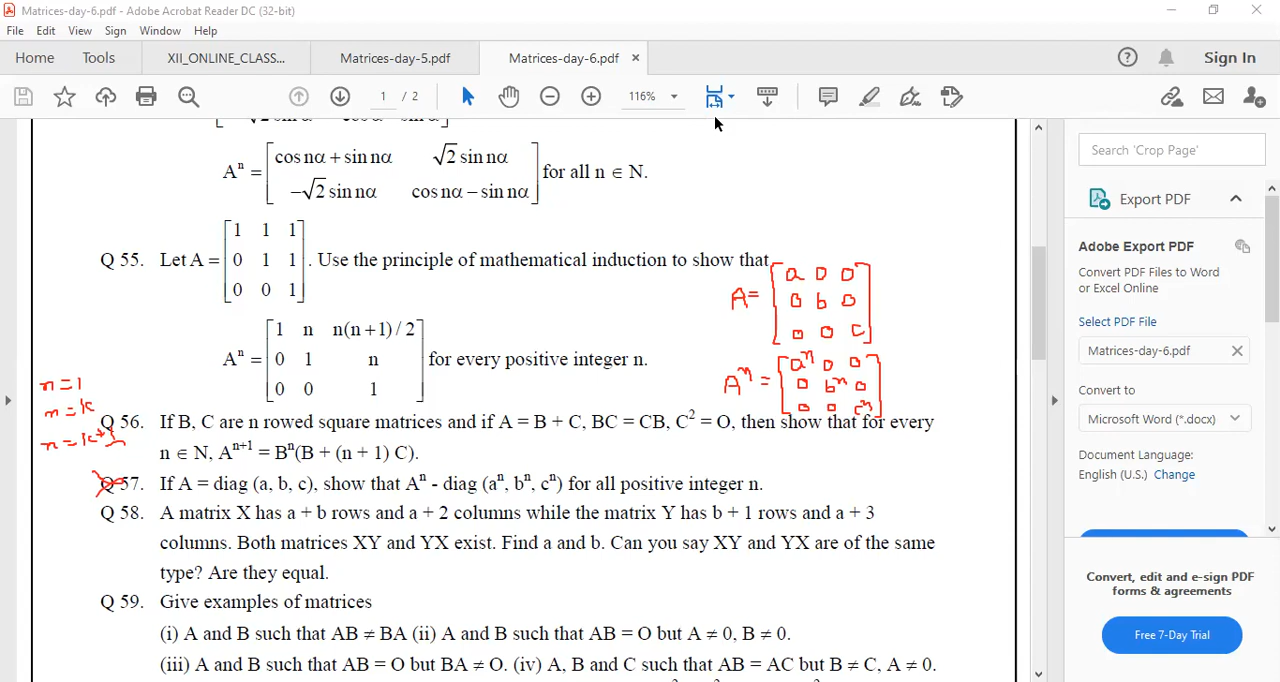 Matrices-day-6.pdf - Adobe Acrobat Reader DC (32-bit)
File Edit View Sign Window Help
Home Tools XII_ONLINE_CLASS... Matrices-day-5.pdf Matrices-day-6.pdf × Sign In
1 / 2 116%
Aⁿ = [cos nα + sin nα √2 sin nα
−√2 sin nα cos nα − sin nα] for all n ∈ N.
Q 55. Let A = [1 1 1
0 1 1
0 0 1]. Use the principle of mathematical induction to show that
A = [a 0 0
0 b 0
0 0 c]
Aⁿ = [1 n n(n+1)/2
0 1 n
0 0 1] for every positive integer n.
Aⁿ = [aⁿ 0 0
0 bⁿ 0
0 0 cⁿ]
n=1
n=k
n=k+1
Q 56. If B, C are n rowed square matrices and if A = B + C, BC = CB, C² = O, then show that for every
n ∈ N, Aⁿ⁺¹ = Bⁿ(B + (n + 1) C).
Q 57. If A = diag (a, b, c), show that Aⁿ - diag (aⁿ, bⁿ, cⁿ) for all positive integer n.
Q 58. A matrix X has a + b rows and a + 2 columns while the matrix Y has b + 1 rows and a + 3
columns. Both matrices XY and YX exist. Find a and b. Can you say XY and YX are of the same
type? Are they equal.
Q 59. Give examples of matrices
(i) A and B such that AB ≠ BA (ii) A and B such that AB = O but A ≠ 0, B ≠ 0.
(iii) A and B such that AB = O but BA ≠ O. (iv) A, B and C such that AB = AC but B ≠ C, A ≠ 0.
Search 'Crop Page'
Export PDF
Adobe Export PDF
Convert PDF Files to Word
or Excel Online
Select PDF File
Matrices-day-6.pdf ×
Convert to
Microsoft Word (*.docx)
Document Language:
English (U.S.) Change
Convert, edit and e-sign PDF
forms & agreements
Free 7-Day Trial